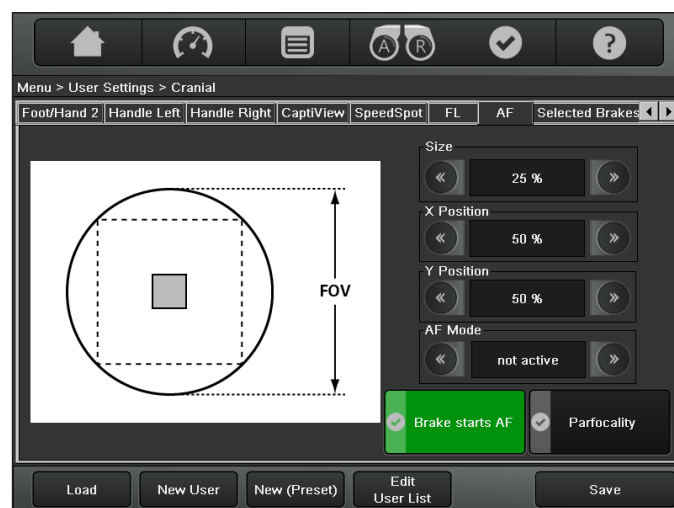 A R ?
Menu > User Settings > Cranial
Foot/Hand 2 Handle Left Handle Right CaptiView SpeedSpot FL AF Selected Brakes
Size
25 %
X Position
50 %
Y Position
50 %
AF Mode
not active
FOV
Brake starts AF Parfocality
Load New User New (Preset) Edit User List Save